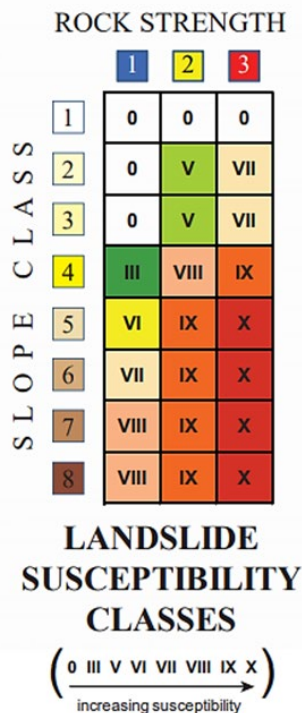 ROCK STRENGTH
1 2 3
SLOPE CLASS
1 0 0 0
2 0 V VII
3 0 V VII
4 III VIII IX
5 VI IX X
6 VII IX X
7 VIII IX X
8 VIII IX X
LANDSLIDE
SUSCEPTIBILITY
CLASSES
(0 III V VI VII VIII IX X)
increasing susceptibility